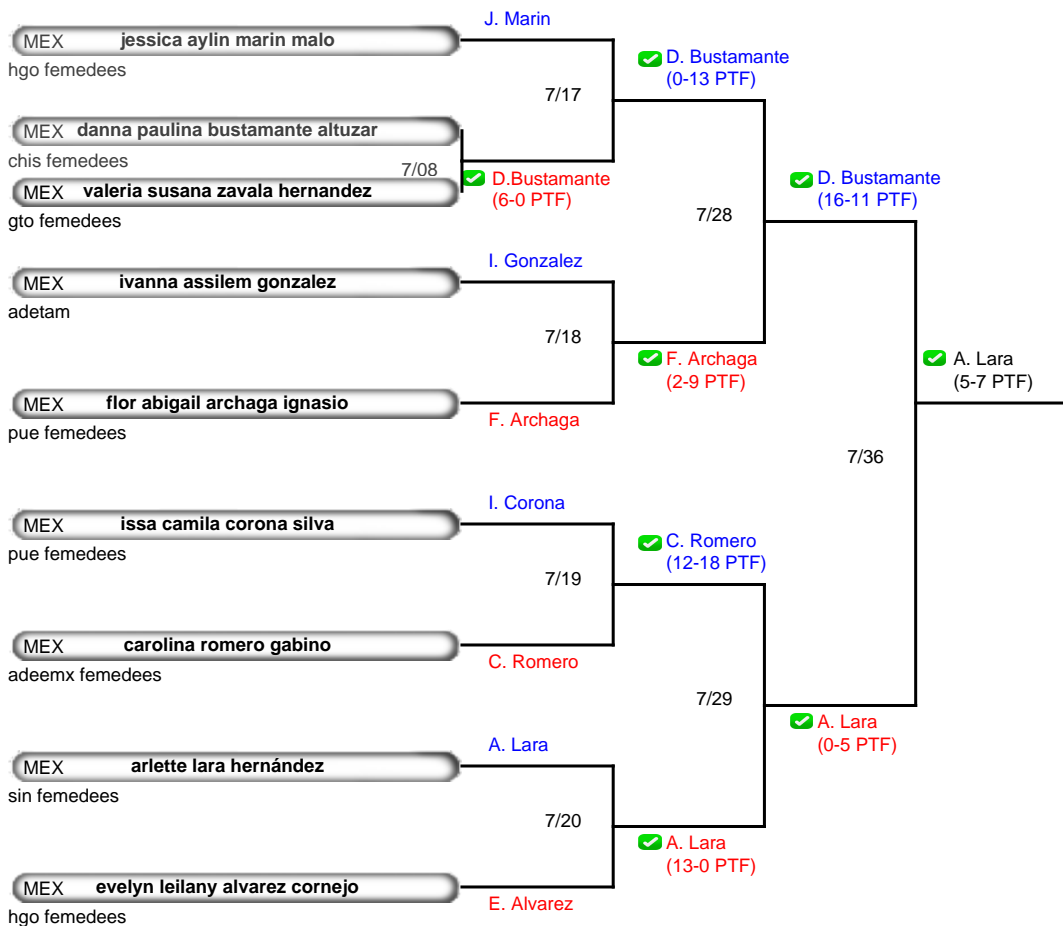 J. Marin
MEX jessica aylin marin malo
hgo femedees
D. Bustamante
(0-13 PTF)
7/17
MEX danna paulina bustamante altuzar
chis femedees
7/08
D.Bustamante
(6-0 PTF)
MEX valeria susana zavala hernandez
gto femedees
D. Bustamante
(16-11 PTF)
7/28
I. Gonzalez
MEX ivanna assilem gonzalez
adetam
7/18
F. Archaga
(2-9 PTF)
A. Lara
(5-7 PTF)
MEX flor abigail archaga ignasio
F. Archaga
pue femedees
7/36
I. Corona
MEX issa camila corona silva
pue femedees
C. Romero
(12-18 PTF)
7/19
MEX carolina romero gabino
C. Romero
adeemx femedees
7/29
A. Lara
(0-5 PTF)
A. Lara
MEX arlette lara hernández
sin femedees
7/20
A. Lara
(13-0 PTF)
MEX evelyn leilany alvarez cornejo
E. Alvarez
hgo femedees